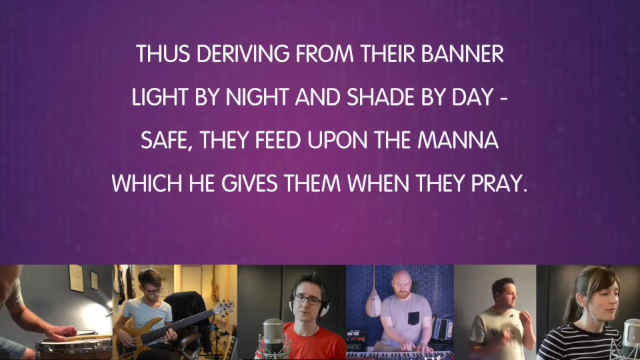 THUS DERIVING FROM THEIR BANNER
LIGHT BY NIGHT AND SHADE BY DAY -
SAFE, THEY FEED UPON THE MANNA
WHICH HE GIVES THEM WHEN THEY PRAY.